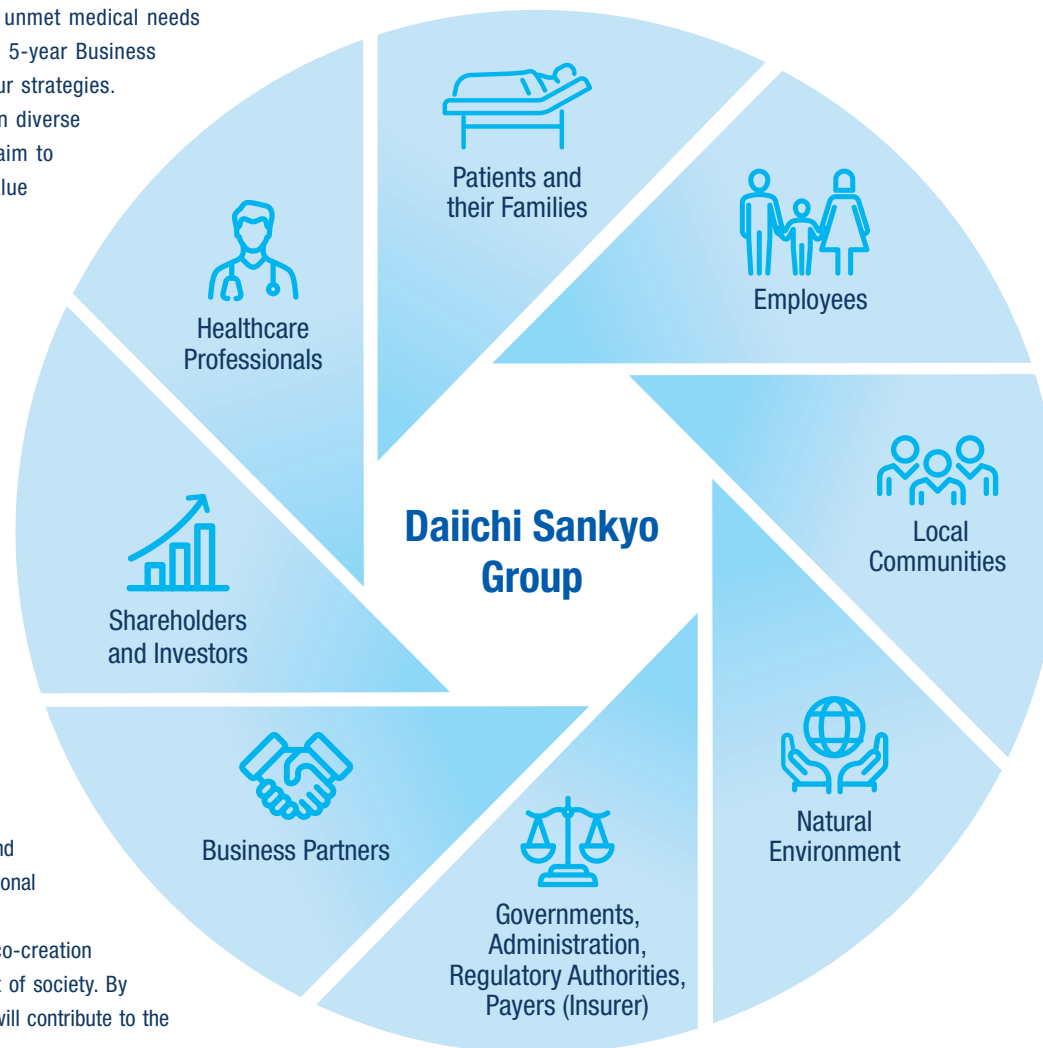 unmet medical needs
5-year Business
ur strategies.
n diverse
aim to
lue
Patients and
their Families
Employees
Healthcare
Professionals
Local
Communities
Daiichi Sankyo
Group
Shareholders
and Investors
Natural
Environment
Business Partners
Governments,
Administration,
Regulatory Authorities,
Payers (Insurer)
nd
onal
co-creation
t of society. By
will contribute to the